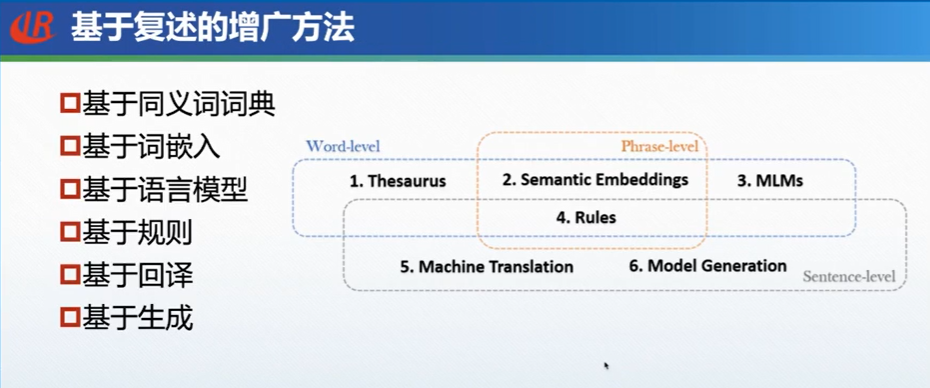 基于复述的增广方法
基于同义词词典
基于词嵌入
基于语言模型
基于规则
基于回译
基于生成
Word-level
Phrase-level
1. Thesaurus
2. Semantic Embeddings
3. MLMs
4. Rules
5. Machine Translation
6. Model Generation
Sentence-level